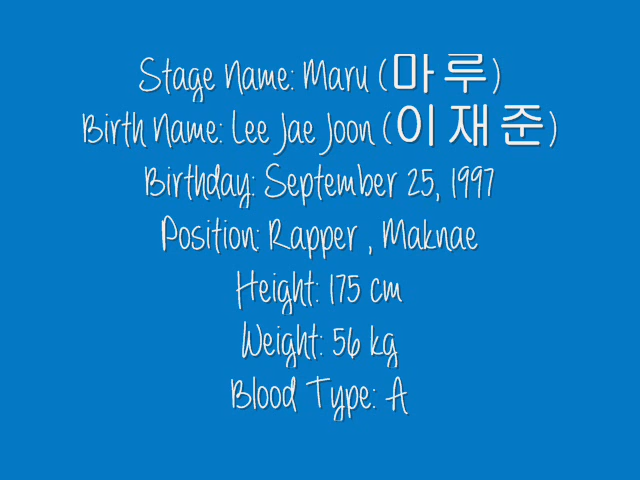 Stage Name: Maru (마루)
Birth Name: Lee Jae Joon (이재준)
Birthday: September 25, 1997
Position: Rapper , Maknae
Height: 175 cm
Weight: 56 kg
Blood Type: A